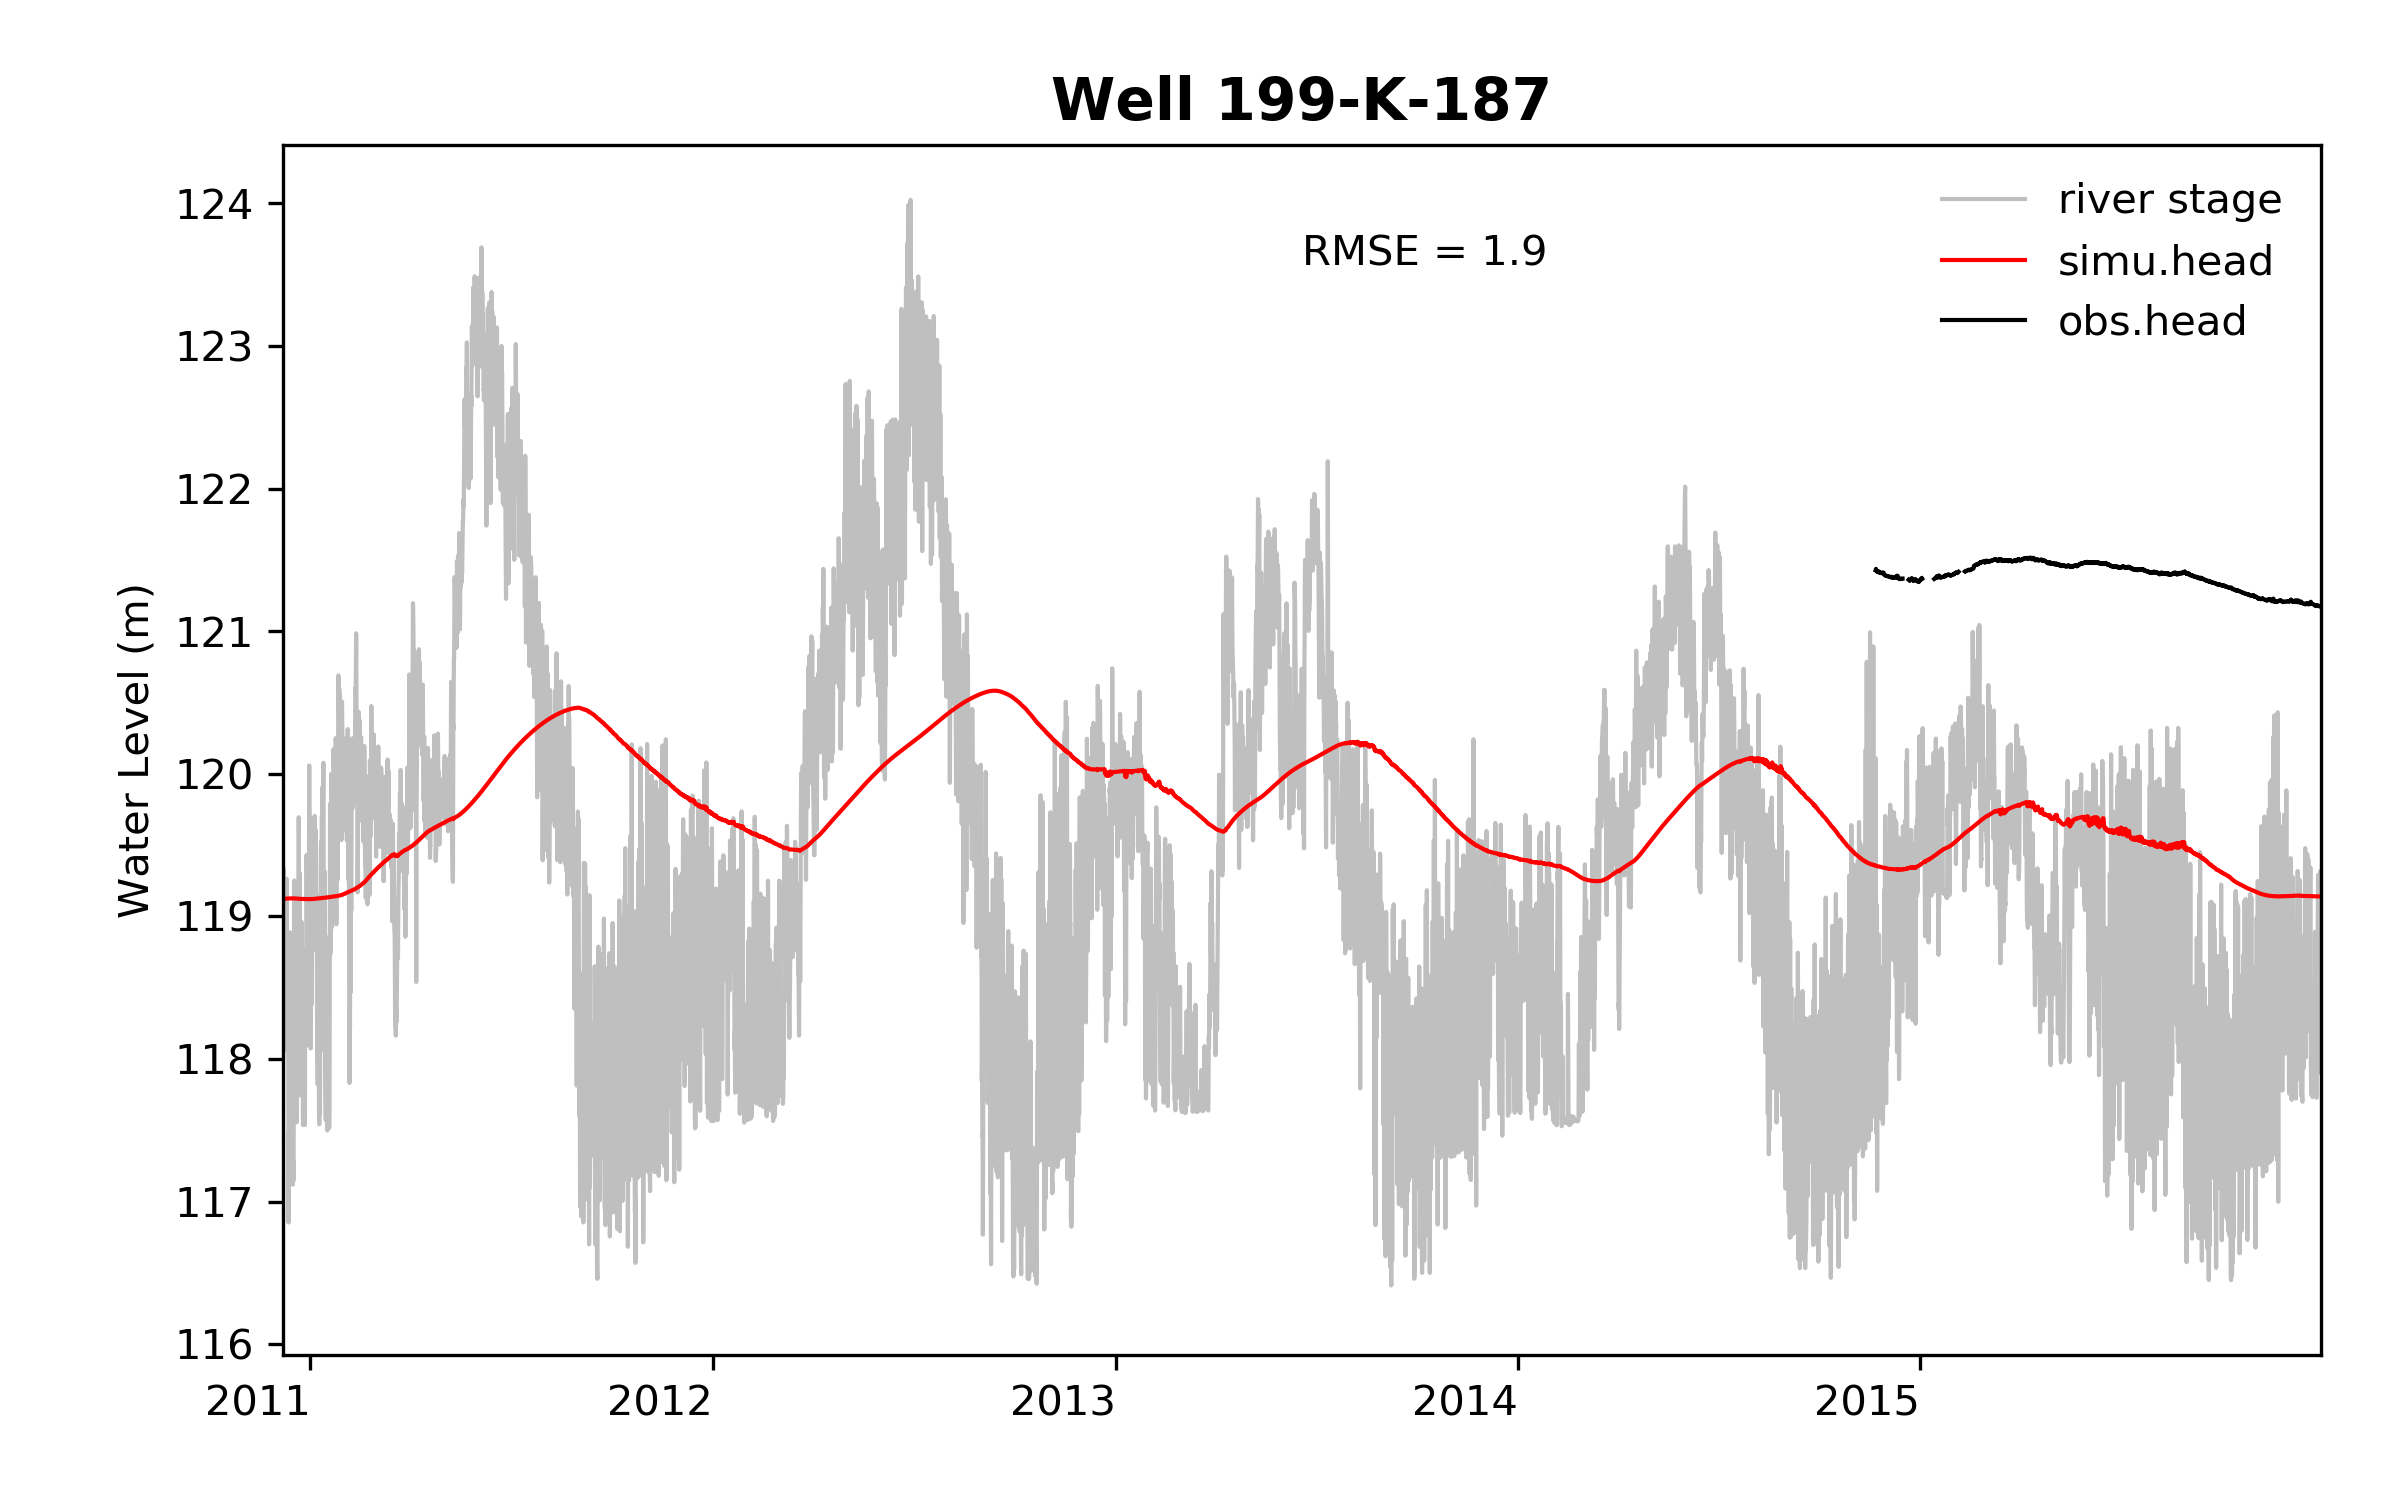 Well 199-K-187
124
123
122
121
120
119
118
117
116
Water Level (m)
RMSE = 1.9
river stage
simu.head
obs.head
2011
2012
2013
2014
2015